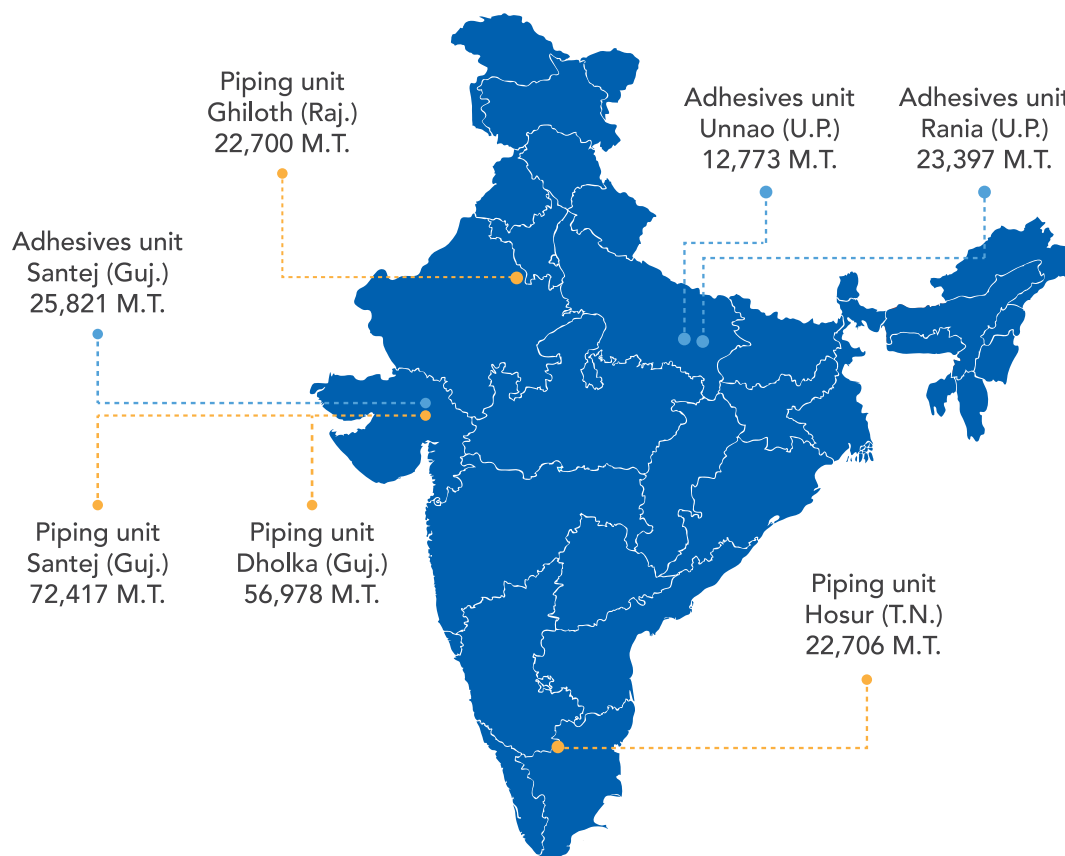 Piping unit
Ghiloth (Raj.)
22,700 M.T.
Adhesives unit
Unnao (U.P.)
12,773 M.T.
Adhesives unit
Rania (U.P.)
23,397 M.T.
Adhesives unit
Santej (Guj.)
25,821 M.T.
Piping unit
Santej (Guj.)
72,417 M.T.
Piping unit
Dholka (Guj.)
56,978 M.T.
Piping unit
Hosur (T.N.)
22,706 M.T.